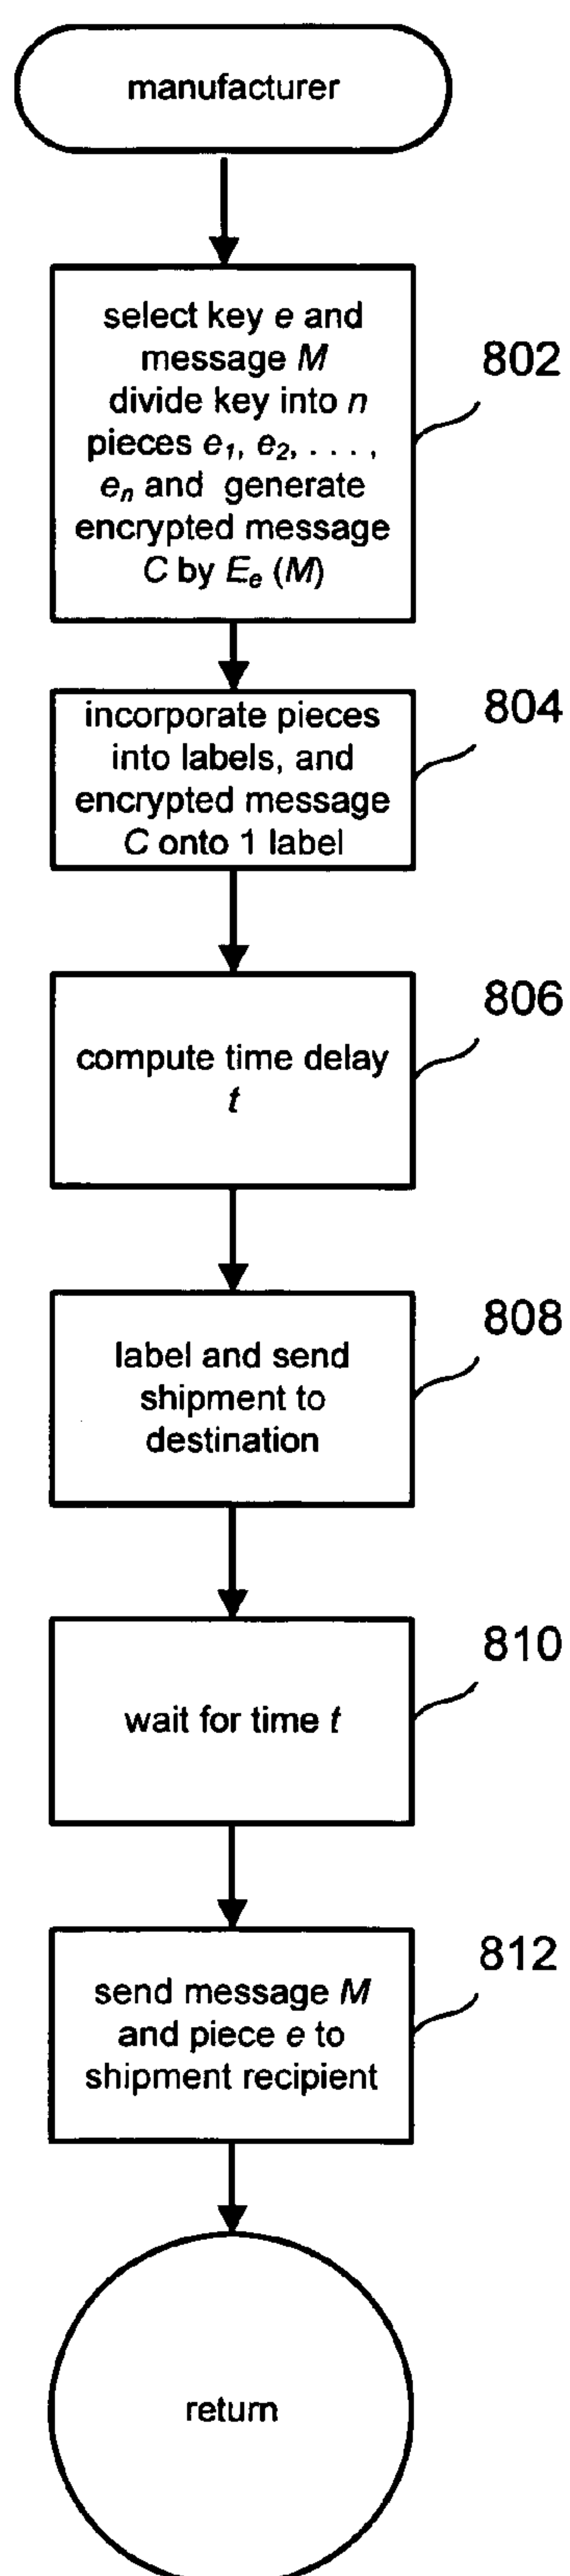 manufacturer
select key e and
message M
divide key into n
pieces e1, e2, . . . ,
en and generate
encrypted message
C by Ee (M)
802
incorporate pieces
into labels, and
encrypted message
C onto 1 label
804
compute time delay
t
806
label and send
shipment to
destination
808
wait for time t
810
send message M
and piece e to
shipment recipient
812
return